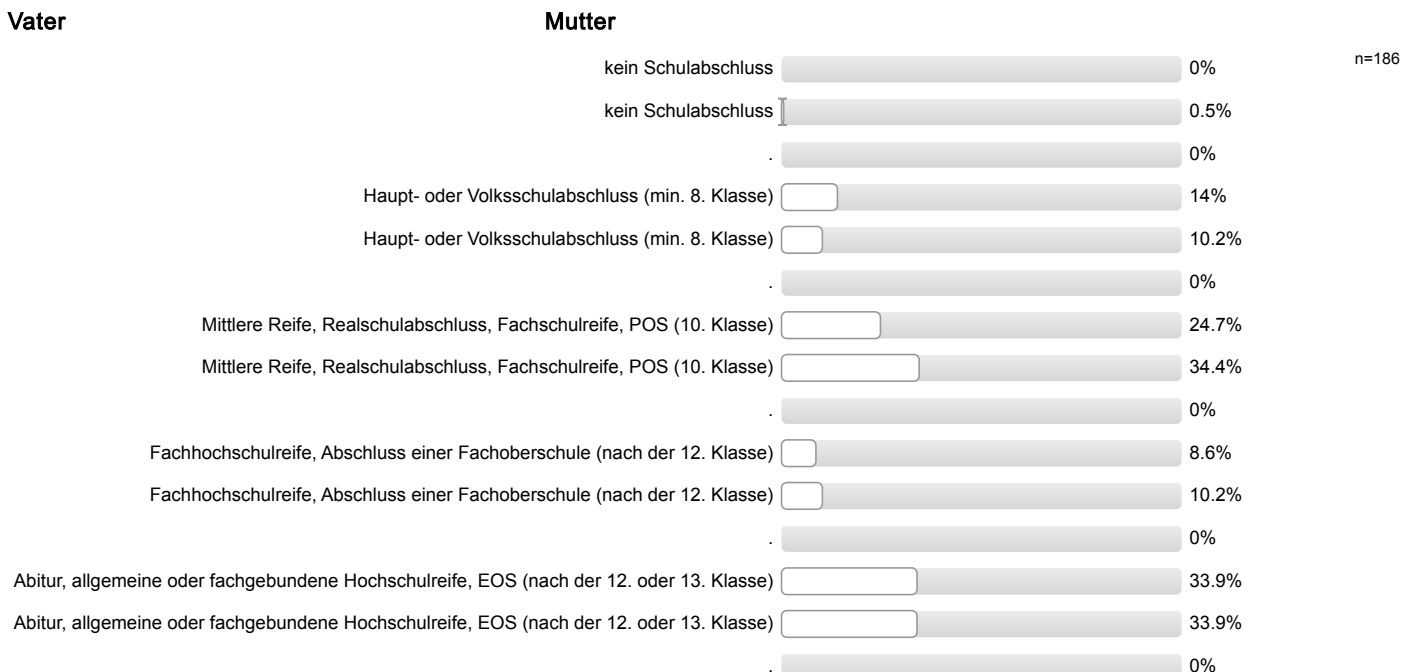 Vater Mutter
n=186
kein Schulabschluss 0%
kein Schulabschluss 0.5%
. 0%
Haupt- oder Volksschulabschluss (min. 8. Klasse) 14%
Haupt- oder Volksschulabschluss (min. 8. Klasse) 10.2%
. 0%
Mittlere Reife, Realschulabschluss, Fachschulreife, POS (10. Klasse) 24.7%
Mittlere Reife, Realschulabschluss, Fachschulreife, POS (10. Klasse) 34.4%
. 0%
Fachhochschulreife, Abschluss einer Fachoberschule (nach der 12. Klasse) 8.6%
Fachhochschulreife, Abschluss einer Fachoberschule (nach der 12. Klasse) 10.2%
. 0%
Abitur, allgemeine oder fachgebundene Hochschulreife, EOS (nach der 12. oder 13. Klasse) 33.9%
Abitur, allgemeine oder fachgebundene Hochschulreife, EOS (nach der 12. oder 13. Klasse) 33.9%
. 0%